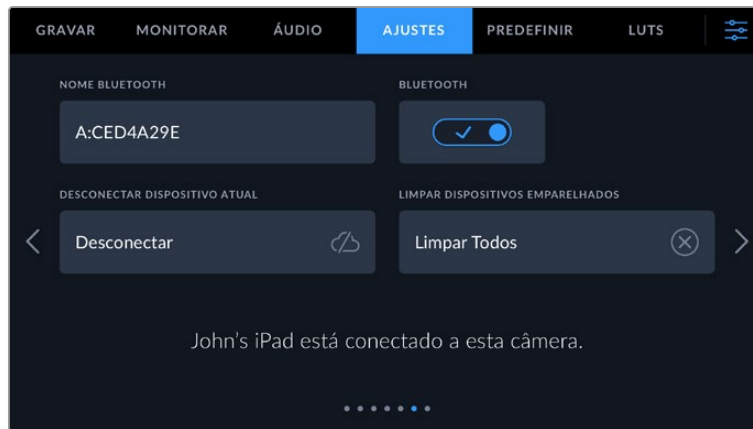 GRAVAR MONITORAR ÁUDIO AJUSTES PREDEFINIR LUTS
NOME BLUETOOTH BLUETOOTH
A:CED4A29E
DESCONECTAR DISPOSITIVO ATUAL LIMPAR DISPOSITIVOS EMPARELHADOS
Desconectar Limpar Todos
John's iPad está conectado a esta câmera.